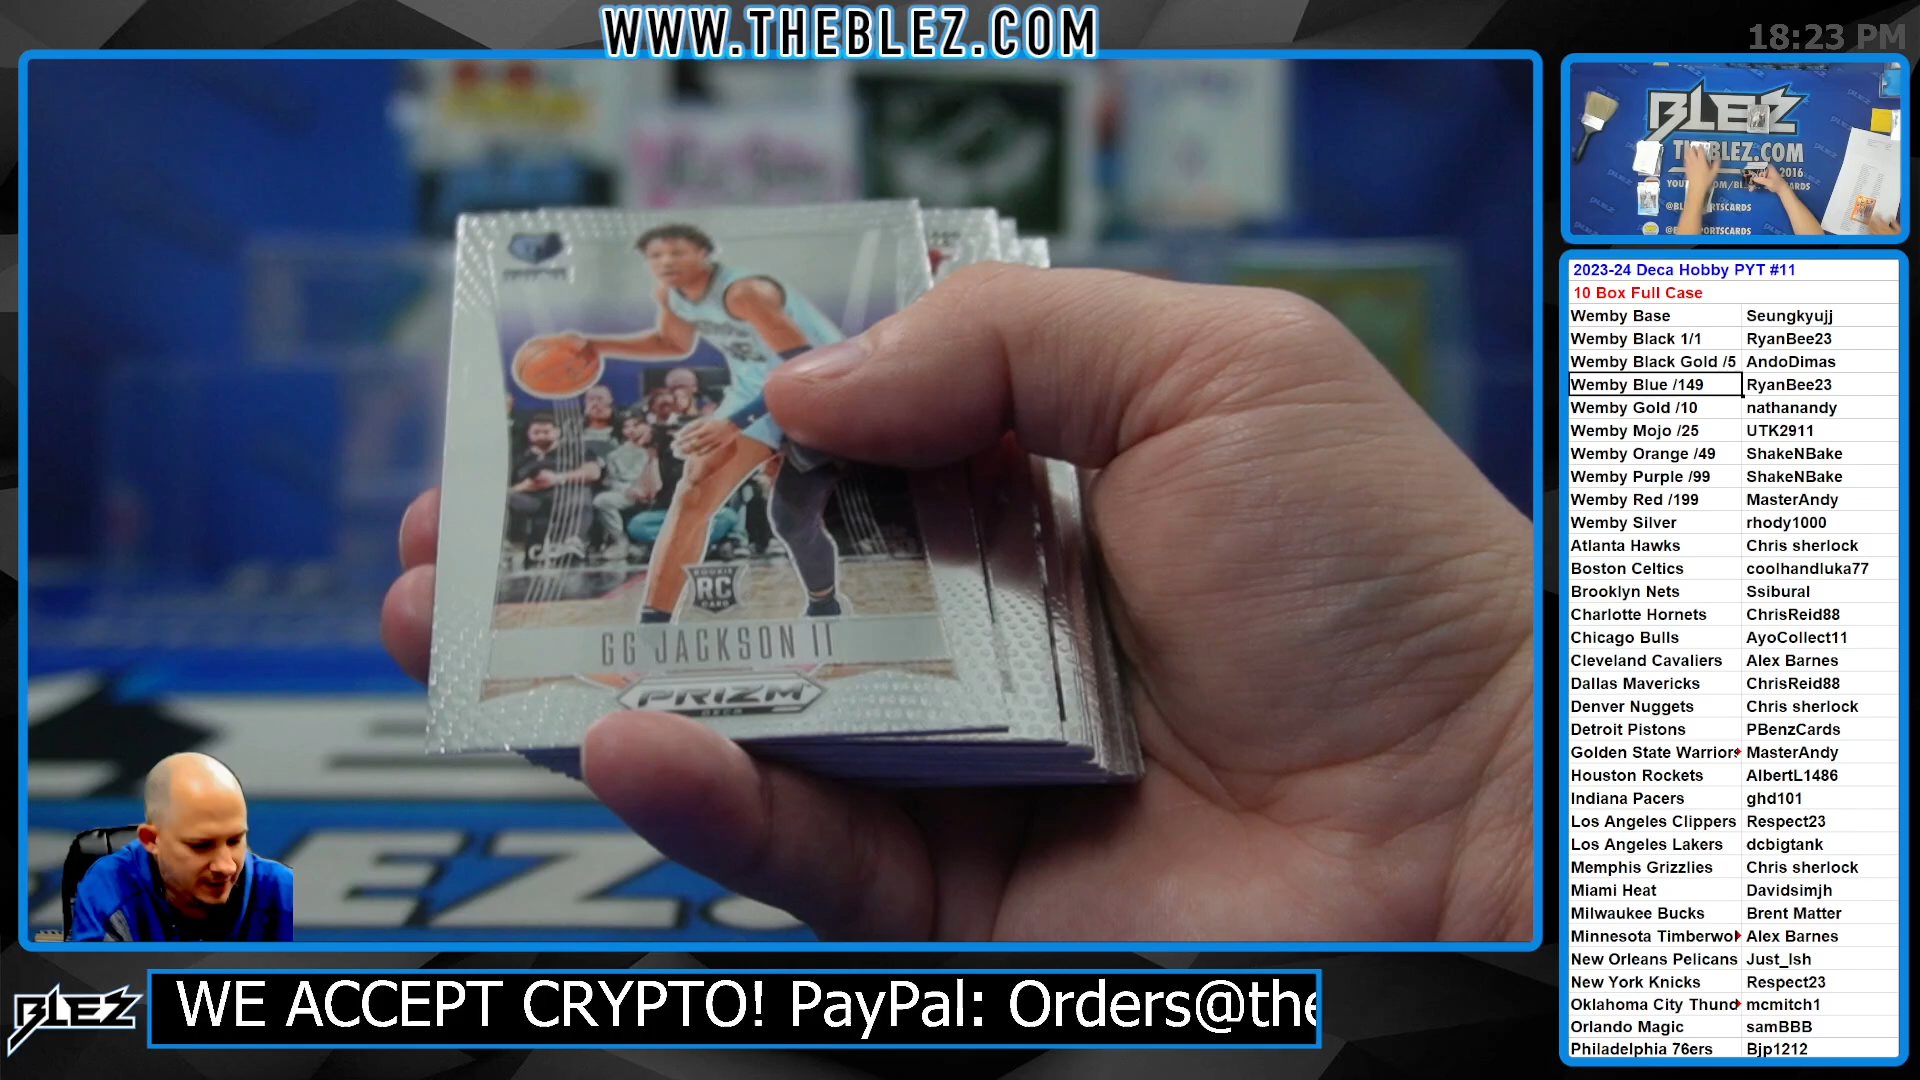 WWW.THEBLEZ.COM
18:23 PM
BLEZ
THEBLEZ.COM
2016
2023-24 Deca Hobby PYT #11
10 Box Full Case
Wemby Base Seungkyujj
Wemby Black 1/1 RyanBee23
Wemby Black Gold /5 AndoDimas
Wemby Blue /149 RyanBee23
Wemby Gold /10 nathanandy
Wemby Mojo /25 UTK2911
Wemby Orange /49 ShakeNBake
Wemby Purple /99 ShakeNBake
Wemby Red /199 MasterAndy
Wemby Silver rhody1000
Atlanta Hawks Chris sherlock
Boston Celtics coolhandluka77
Brooklyn Nets Ssibural
Charlotte Hornets ChrisReid88
Chicago Bulls AyoCollect11
Cleveland Cavaliers Alex Barnes
Dallas Mavericks ChrisReid88
Denver Nuggets Chris sherlock
Detroit Pistons PBenzCards
Golden State Warriors MasterAndy
Houston Rockets AlbertL1486
Indiana Pacers ghd101
Los Angeles Clippers Respect23
Los Angeles Lakers dcbigtank
Memphis Grizzlies Chris sherlock
Miami Heat Davidsimjh
Milwaukee Bucks Brent Matter
Minnesota Timberwol Alex Barnes
New Orleans Pelicans Just_Ish
New York Knicks Respect23
Oklahoma City Thund mcmitch1
Orlando Magic samBBB
Philadelphia 76ers Bjp1212
ROOKIE
RC
CARD
GG JACKSON II
PRIZM
DECA
BLEZ
WE ACCEPT CRYPTO! PayPal: Orders@the